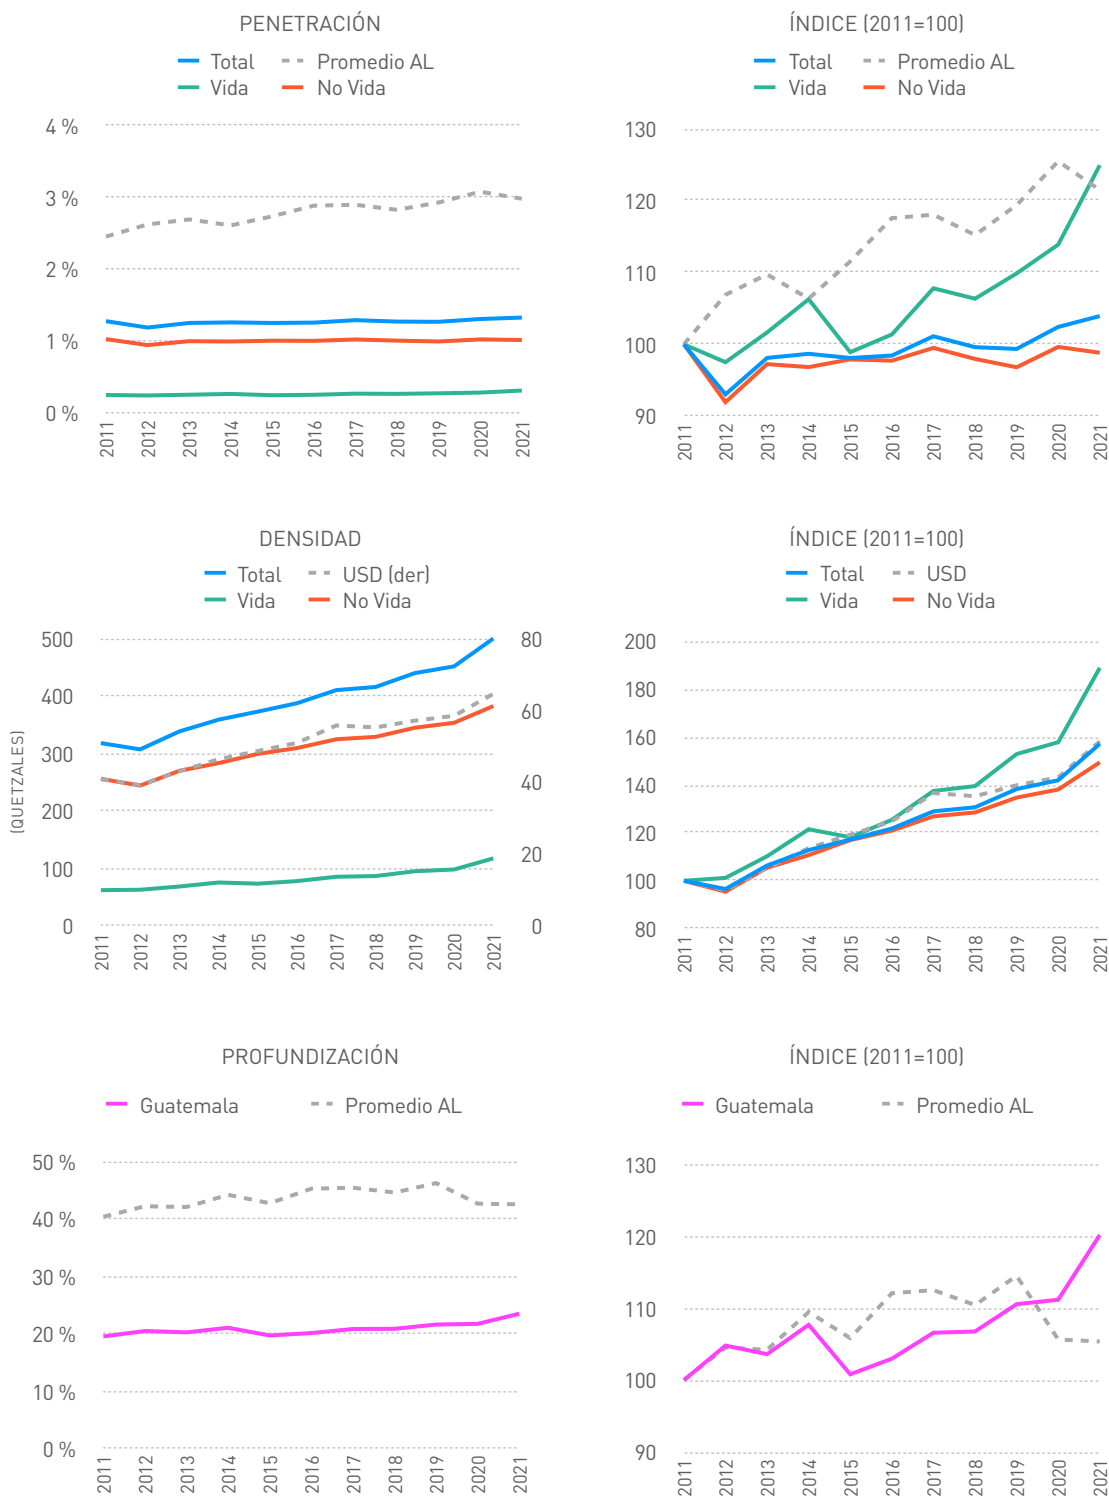 PENETRACIÓN
Total Promedio AL
Vida No Vida
4 %
3 %
2 %
1 %
0 %
2011 2012 2013 2014 2015 2016 2017 2018 2019 2020 2021
ÍNDICE (2011=100)
Total Promedio AL
Vida No Vida
130
120
110
100
90
2011 2012 2013 2014 2015 2016 2017 2018 2019 2020 2021
DENSIDAD
Total USD (der)
Vida No Vida
(QUETZALES)
500 80
400
300 60
200 40
100 20
0 0
2011 2012 2013 2014 2015 2016 2017 2018 2019 2020 2021
ÍNDICE (2011=100)
Total USD
Vida No Vida
200
180
160
140
120
100
80
2011 2012 2013 2014 2015 2016 2017 2018 2019 2020 2021
PROFUNDIZACIÓN
Guatemala Promedio AL
50 %
40 %
30 %
20 %
10 %
0 %
2011 2012 2013 2014 2015 2016 2017 2018 2019 2020 2021
ÍNDICE (2011=100)
Guatemala Promedio AL
130
120
110
100
90
2011 2012 2013 2014 2015 2016 2017 2018 2019 2020 2021